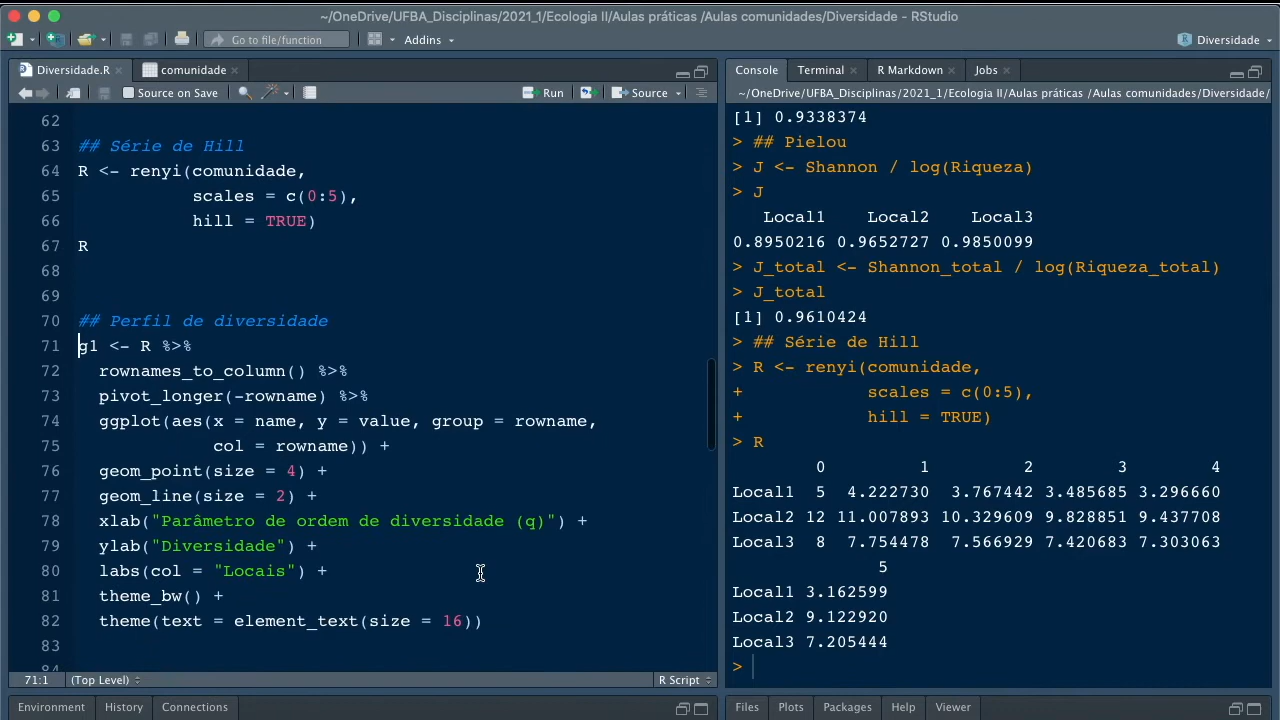 ~/OneDrive/UFBA_Disciplinas/2021_1/Ecologia II/Aulas práticas /Aulas comunidades/Diversidade - RStudio
Go to file/function
Addins
Diversidade
Diversidade.R
comunidade
Source on Save
Run
Source
62
63 ## Série de Hill
64 R <- renyi(comunidade,
65 scales = c(0:5),
66 hill = TRUE)
67 R
68
69
70 ## Perfil de diversidade
71 g1 <- R %>%
72 rownames_to_column() %>%
73 pivot_longer(-rowname) %>%
74 ggplot(aes(x = name, y = value, group = rowname,
75 col = rowname)) +
76 geom_point(size = 4) +
77 geom_line(size = 2) +
78 xlab("Parâmetro de ordem de diversidade (q)") +
79 ylab("Diversidade") +
80 labs(col = "Locais") +
81 theme_bw() +
82 theme(text = element_text(size = 16))
83
84
71:1
(Top Level)
R Script
Environment
History
Connections
Console
Terminal
R Markdown
Jobs
~/OneDrive/UFBA_Disciplinas/2021_1/Ecologia II/Aulas práticas /Aulas comunidades/Diversidade/
[1] 0.9338374
> ## Pielou
> J <- Shannon / log(Riqueza)
> J
Local1 Local2 Local3
0.8950216 0.9652727 0.9850099
> J_total <- Shannon_total / log(Riqueza_total)
> J_total
[1] 0.9610424
> ## Série de Hill
> R <- renyi(comunidade,
+ scales = c(0:5),
+ hill = TRUE)
> R
0 1 2 3 4
Local1 5 4.222730 3.767442 3.485685 3.296660
Local2 12 11.007893 10.329609 9.828851 9.437708
Local3 8 7.754478 7.566929 7.420683 7.303063
5
Local1 3.162599
Local2 9.122920
Local3 7.205444
>
Files
Plots
Packages
Help
Viewer